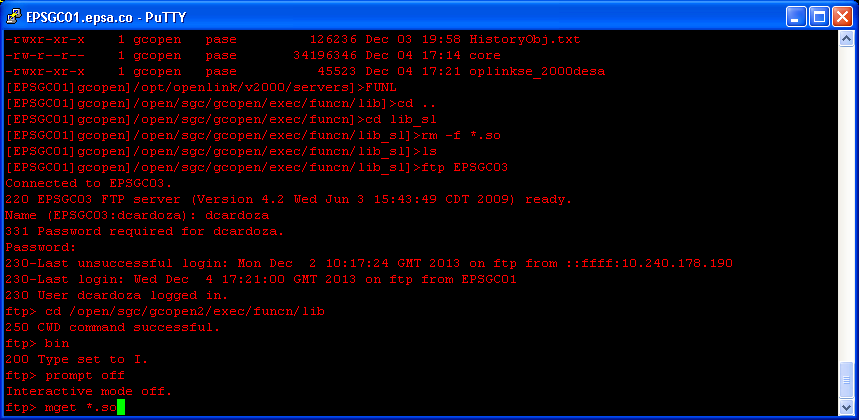 EPSGC01.epsa.co - PuTTY
-rwxr-xr-x    1 gcopen   pase         126236 Dec 03 19:58 HistoryObj.txt
-rw-r--r--    1 gcopen   pase       34196346 Dec 04 17:14 core
-rwxr-xr-x    1 gcopen   pase          45523 Dec 04 17:21 oplinkse_2000desa
[EPSGC01]gcopen]/opt/openlink/v2000/servers]>FUNL
[EPSGC01]gcopen]/open/sgc/gcopen/exec/funcn/lib]>cd ..
[EPSGC01]gcopen]/open/sgc/gcopen/exec/funcn]>cd lib_sl
[EPSGC01]gcopen]/open/sgc/gcopen/exec/funcn/lib_sl]>rm -f *.so
[EPSGC01]gcopen]/open/sgc/gcopen/exec/funcn/lib_sl]>ls
[EPSGC01]gcopen]/open/sgc/gcopen/exec/funcn/lib_sl]>ftp EPSGC03
Connected to EPSGC03.
220 EPSGC03 FTP server (Version 4.2 Wed Jun 3 15:43:49 CDT 2009) ready.
Name (EPSGC03:dcardoza): dcardoza
331 Password required for dcardoza.
Password:
230-Last unsuccessful login: Mon Dec  2 10:17:24 GMT 2013 on ftp from ::ffff:10.240.178.190
230-Last login: Wed Dec  4 17:21:00 GMT 2013 on ftp from EPSGC01
230 User dcardoza logged in.
ftp> cd /open/sgc/gcopen2/exec/funcn/lib
250 CWD command successful.
ftp> bin
200 Type set to I.
ftp> prompt off
Interactive mode off.
ftp> mget *.so